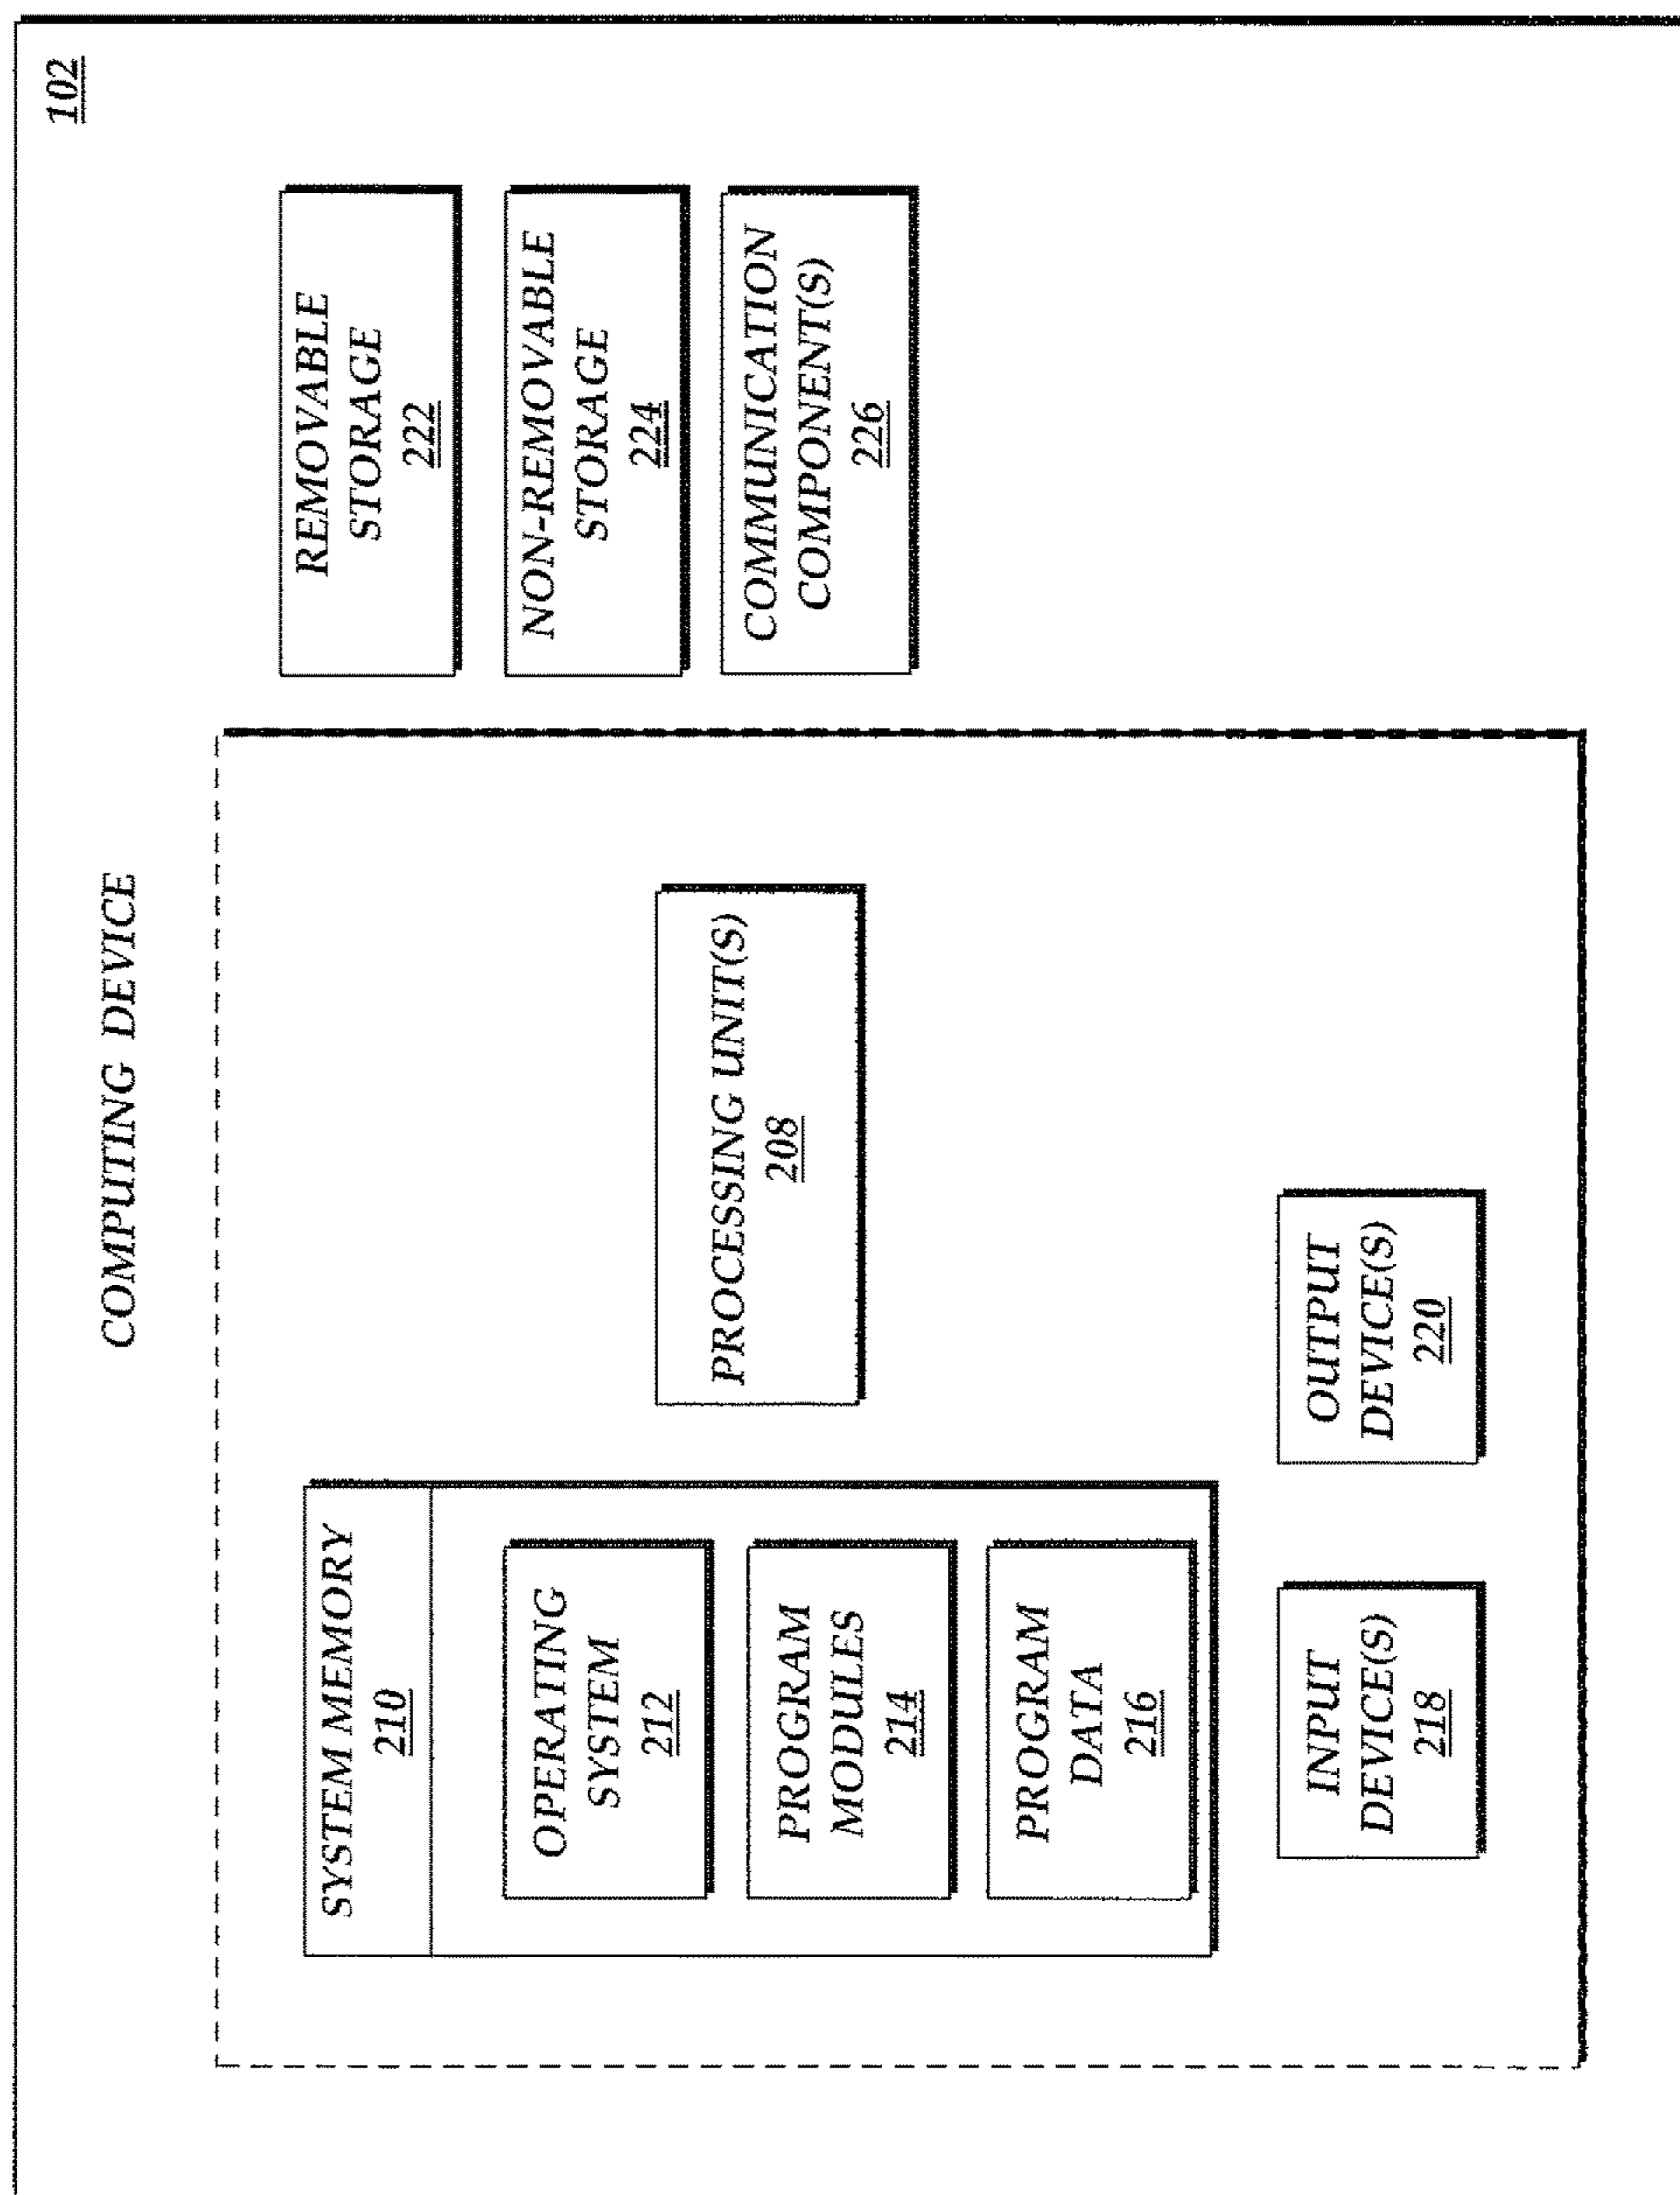 102
COMPUTING DEVICE
SYSTEM MEMORY
210
OPERATING
SYSTEM
212
PROGRAM
MODULES
214
PROGRAM
DATA
216
PROCESSING UNIT(S)
208
INPUT
DEVICE(S)
218
OUTPUT
DEVICE(S)
220
REMOVABLE
STORAGE
222
NON-REMOVABLE
STORAGE
224
COMMUNICATION
COMPONENT(S)
226